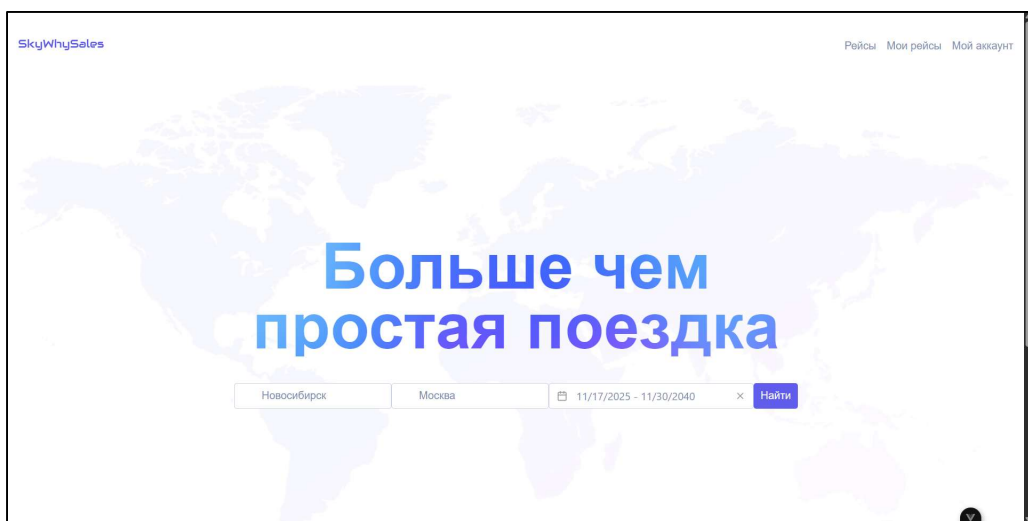 SkyWhySales
Рейсы Мои рейсы Мой аккаунт
Больше чем
простая поездка
Новосибирск Москва 11/17/2025 - 11/30/2040 Найти